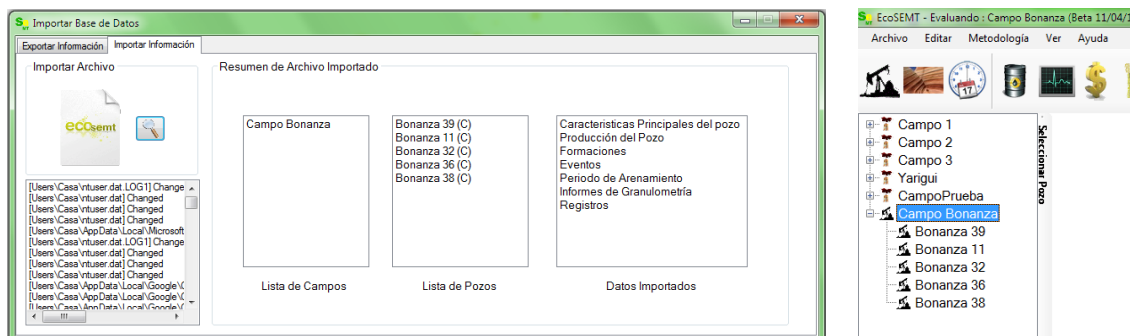 Importar Base de Datos
Exportar Información
Importar Información
Importar Archivo
ecosemt
[Users\Casa\ntuser.dat.LOG1] Change
[Users\Casa\ntuser.dat] Changed
[Users\Casa\ntuser.dat] Changed
[Users\Casa\ntuser.dat] Changed
[Users\Casa\AppData\Local\Microsoft
[Users\Casa\ntuser.dat.LOG1] Change
[Users\Casa\ntuser.dat] Changed
[Users\Casa\ntuser.dat] Changed
[Users\Casa\ntuser.dat] Changed
[Users\Casa\AppData\Local\Google\
[Users\Casa\AppData\Local\Google\
[Users\Casa\AppData\Local\Google\
Resumen de Archivo Importado
Campo Bonanza
Lista de Campos
Bonanza 39 (C)
Bonanza 11 (C)
Bonanza 32 (C)
Bonanza 36 (C)
Bonanza 38 (C)
Lista de Pozos
Caracteristicas Principales del pozo
Producción del Pozo
Formaciones
Eventos
Periodo de Arenamiento
Informes de Granulometría
Registros
Datos Importados
EcoSEMT - Evaluando : Campo Bonanza (Beta 11/04/1
Archivo Editar Metodología Ver Ayuda
17
Campo 1
Campo 2
Campo 3
Yarigui
CampoPrueba
Campo Bonanza
Bonanza 39
Bonanza 11
Bonanza 32
Bonanza 36
Bonanza 38
Seleccionar Pozo